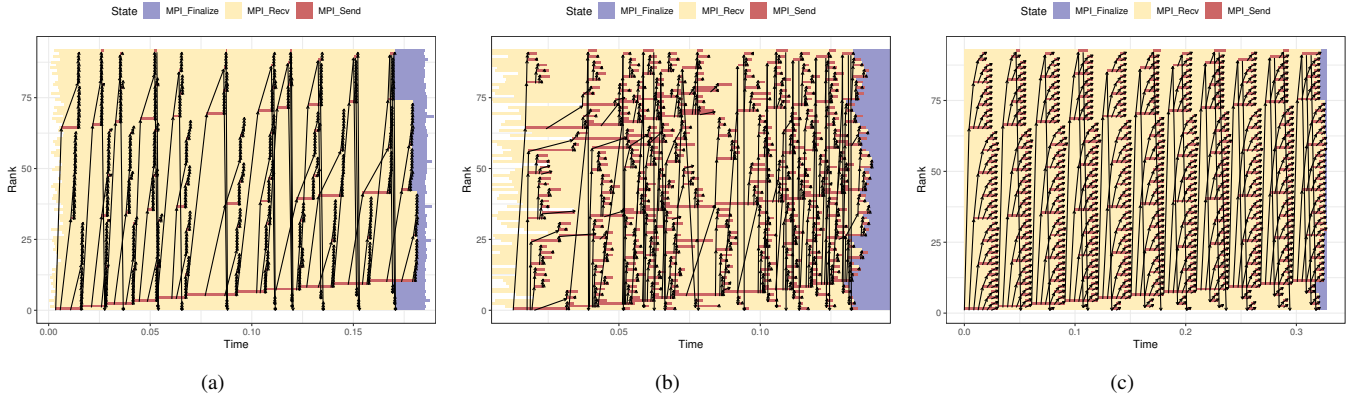 State MPI_Finalize MPI_Recv MPI_Send
75
50
25
0
Rank
0.00 0.05 0.10 0.15
Time
(a)
State MPI_Finalize MPI_Recv MPI_Send
75
50
25
0
Rank
0.05 0.10
Time
(b)
State MPI_Finalize MPI_Recv MPI_Send
75
50
25
0
Rank
0.0 0.1 0.2 0.3
Time
(c)